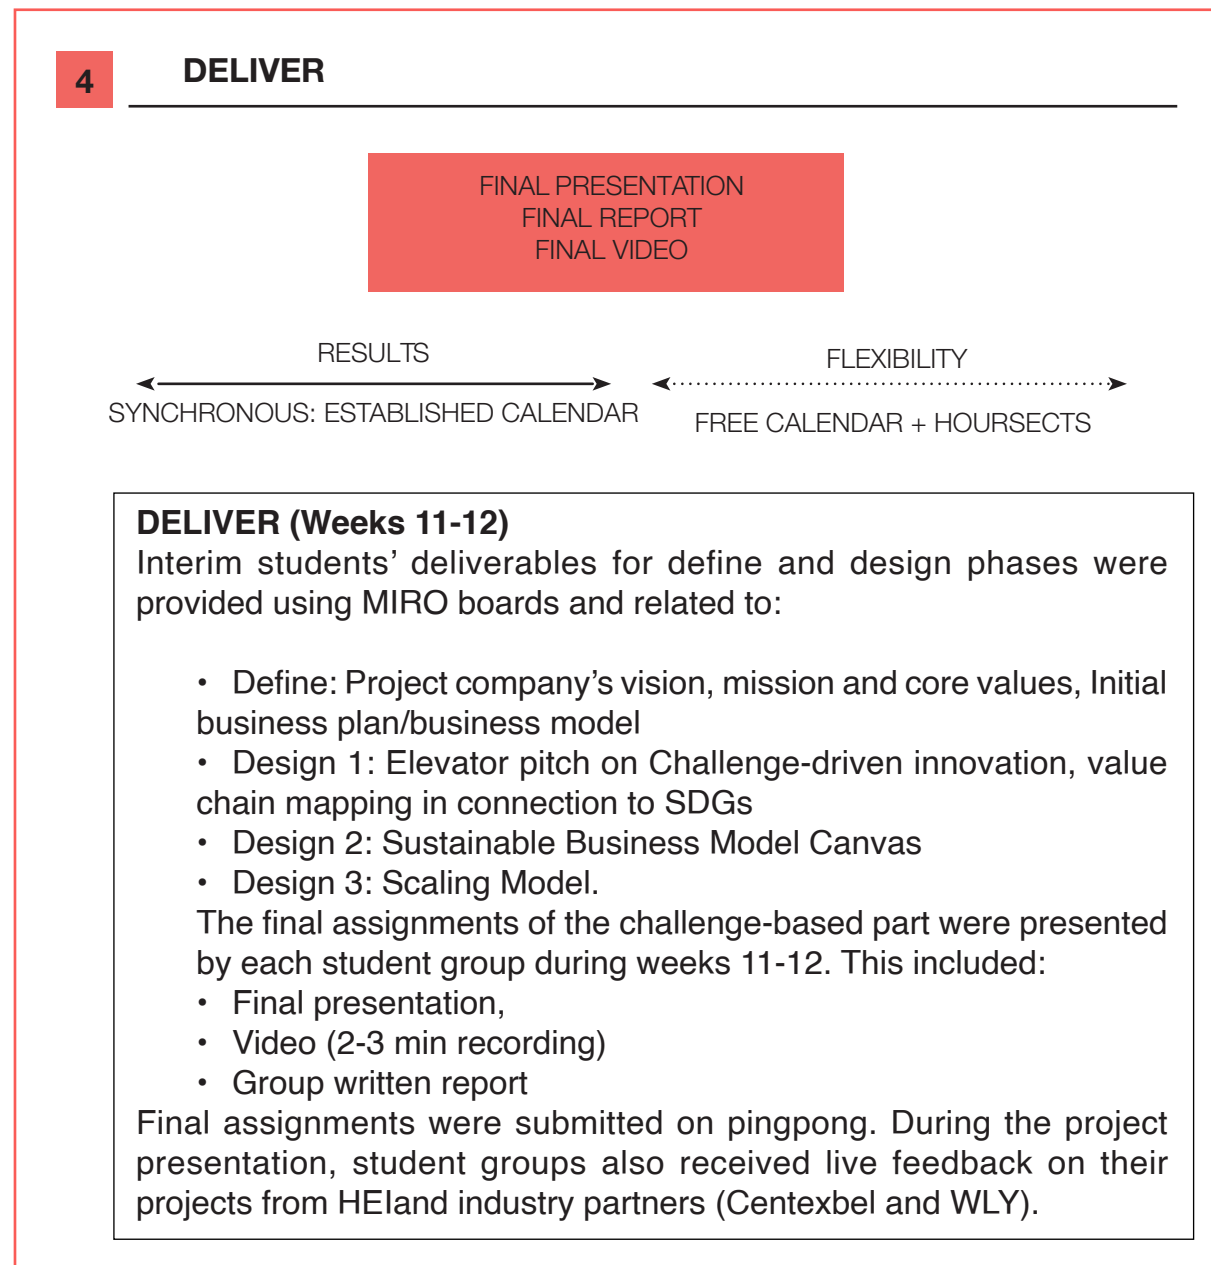 4
DELIVER
FINAL PRESENTATION
FINAL REPORT
FINAL VIDEO
RESULTS
SYNCHRONOUS: ESTABLISHED CALENDAR
FLEXIBILITY
FREE CALENDAR + HOURSECTS
DELIVER (Weeks 11-12)
Interim students’ deliverables for define and design phases were
provided using MIRO boards and related to:
• Define: Project company’s vision, mission and core values, Initial
business plan/business model
• Design 1: Elevator pitch on Challenge-driven innovation, value
chain mapping in connection to SDGs
• Design 2: Sustainable Business Model Canvas
• Design 3: Scaling Model.
The final assignments of the challenge-based part were presented
by each student group during weeks 11-12. This included:
• Final presentation,
• Video (2-3 min recording)
• Group written report
Final assignments were submitted on pingpong. During the project
presentation, student groups also received live feedback on their
projects from HEIand industry partners (Centexbel and WLY).